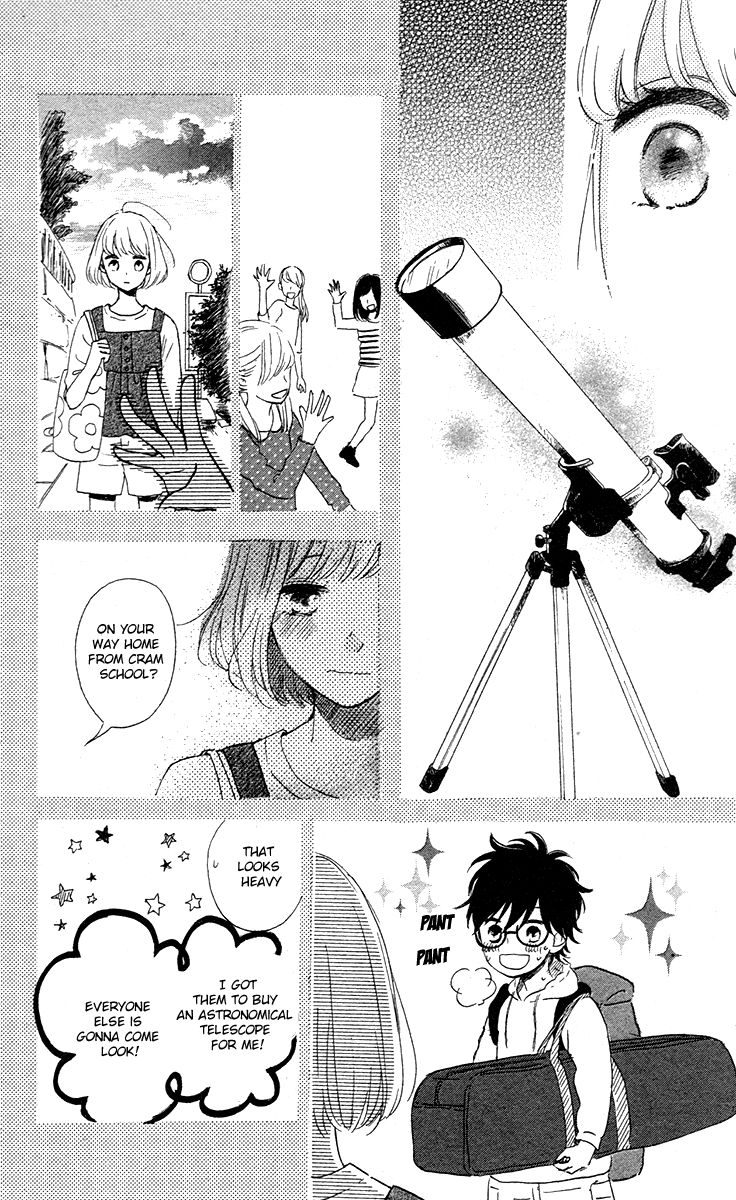 ON YOUR
WAY HOME
FROM CRAM
SCHOOL?
PANT
PANT
THAT
LOOKS
HEAVY
I GOT
THEM TO BUY
AN ASTRONOMICAL
TELESCOPE
FOR ME!
EVERYONE
ELSE IS
GONNA COME
LOOK!